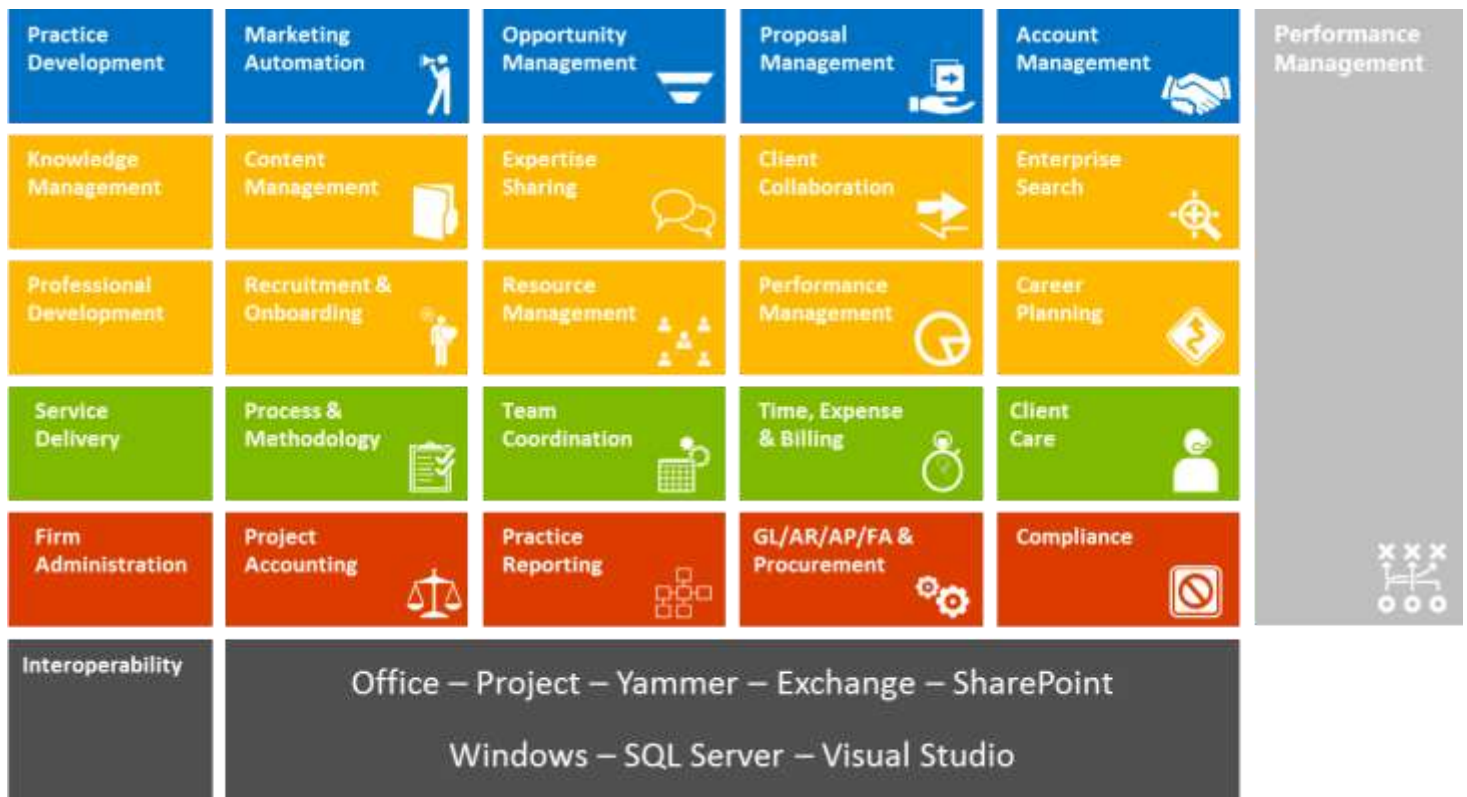 Practice
Development
Marketing
Automation
Opportunity
Management
Proposal
Management
Account
Management
Performance
Management
Knowledge
Management
Content
Management
Expertise
Sharing
Client
Collaboration
Enterprise
Search
Professional
Development
Recruitment &
Onboarding
Resource
Management
Performance
Management
Career
Planning
Service
Delivery
Process &
Methodology
Team
Coordination
Time, Expense
& Billing
Client
Care
Firm
Administration
Project
Accounting
Practice
Reporting
GL/AR/AP/FA &
Procurement
Compliance
Interoperability
Office – Project – Yammer – Exchange – SharePoint
Windows – SQL Server – Visual Studio